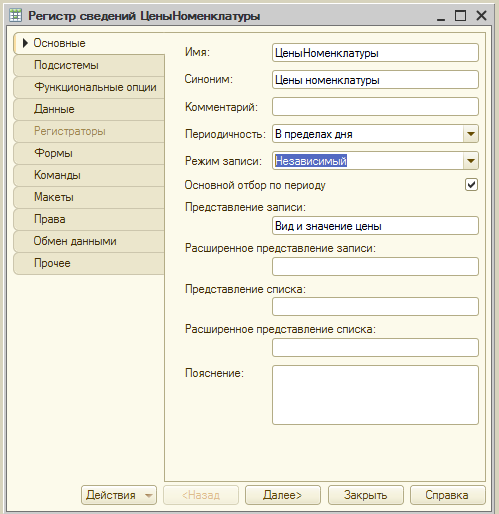 Регистр сведений ЦеныНоменклатуры
Основные
Подсистемы
Функциональные опции
Данные
Регистраторы
Формы
Команды
Макеты
Права
Обмен данными
Прочее
Имя: ЦеныНоменклатуры
Синоним: Цены номенклатуры
Комментарий:
Периодичность: В пределах дня
Режим записи: Независимый
Основной отбор по периоду
Представление записи:
Вид и значение цены
Расширенное представление записи:
Представление списка:
Расширенное представление списка:
Пояснение:
Действия <Назад Далее> Закрыть Справка